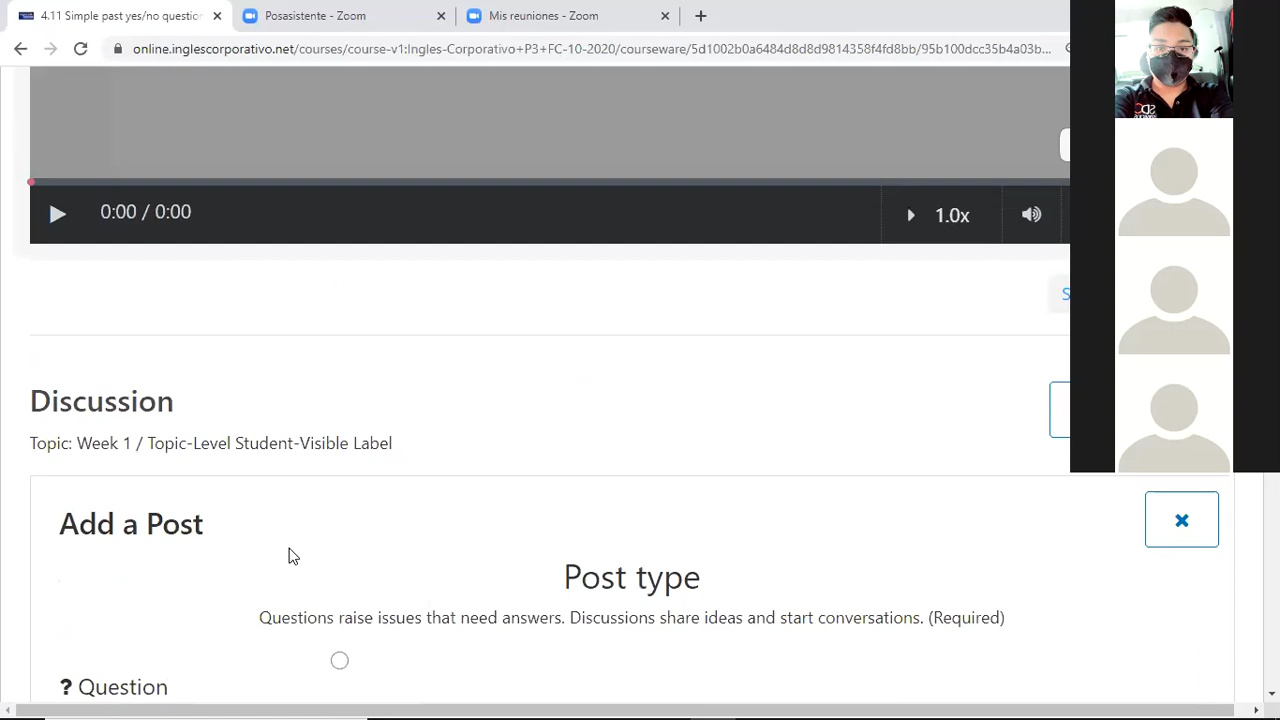 4.11 Simple past yes/no question
Posasistente - Zoom
Mis reuniones - Zoom
online.inglescorporativo.net/courses/course-v1:Ingles-Corporativo+P3+FC-10-2020/courseware/5d1002b0a6484d8d8d9814358f4fd8bb/95b100dcc35b4a03b...
0:00 / 0:00
1.0x
Discussion
Topic: Week 1 / Topic-Level Student-Visible Label
Add a Post
Post type
Questions raise issues that need answers. Discussions share ideas and start conversations. (Required)
? Question